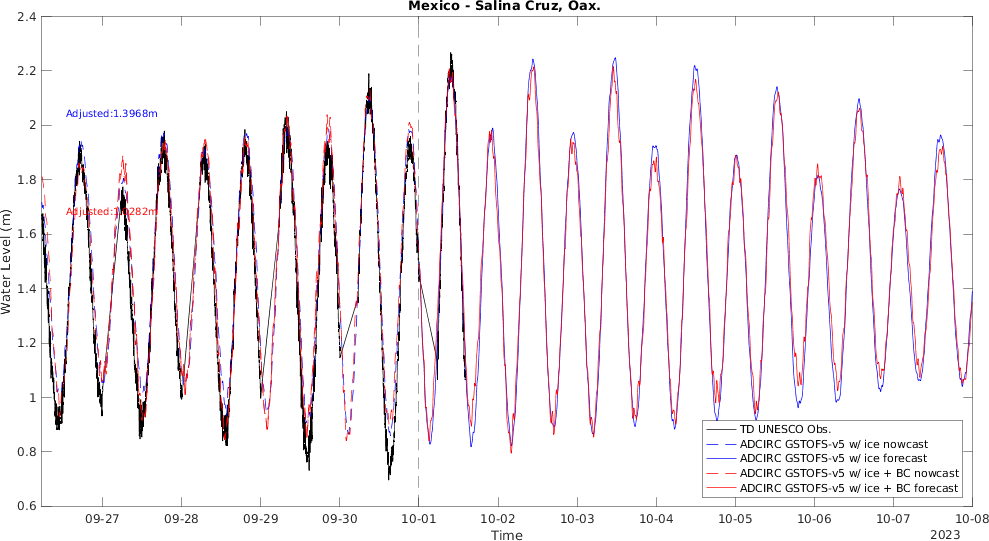 Mexico - Salina Cruz, Oax.
2.4
2.2
2
1.8
1.6
1.4
1.2
1
0.8
0.6
Water Level (m)
Adjusted:1.3968m
09-27
09-28
09-29
09-30
10-01
10-02
10-03
10-04
10-05
10-06
10-07
10-08
2023
Time
TD UNESCO Obs.
ADCIRC GSTOFS-v5 w/ ice nowcast
ADCIRC GSTOFS-v5 w/ ice forecast
ADCIRC GSTOFS-v5 w/ ice + BC nowcast
ADCIRC GSTOFS-v5 w/ ice + BC forecast